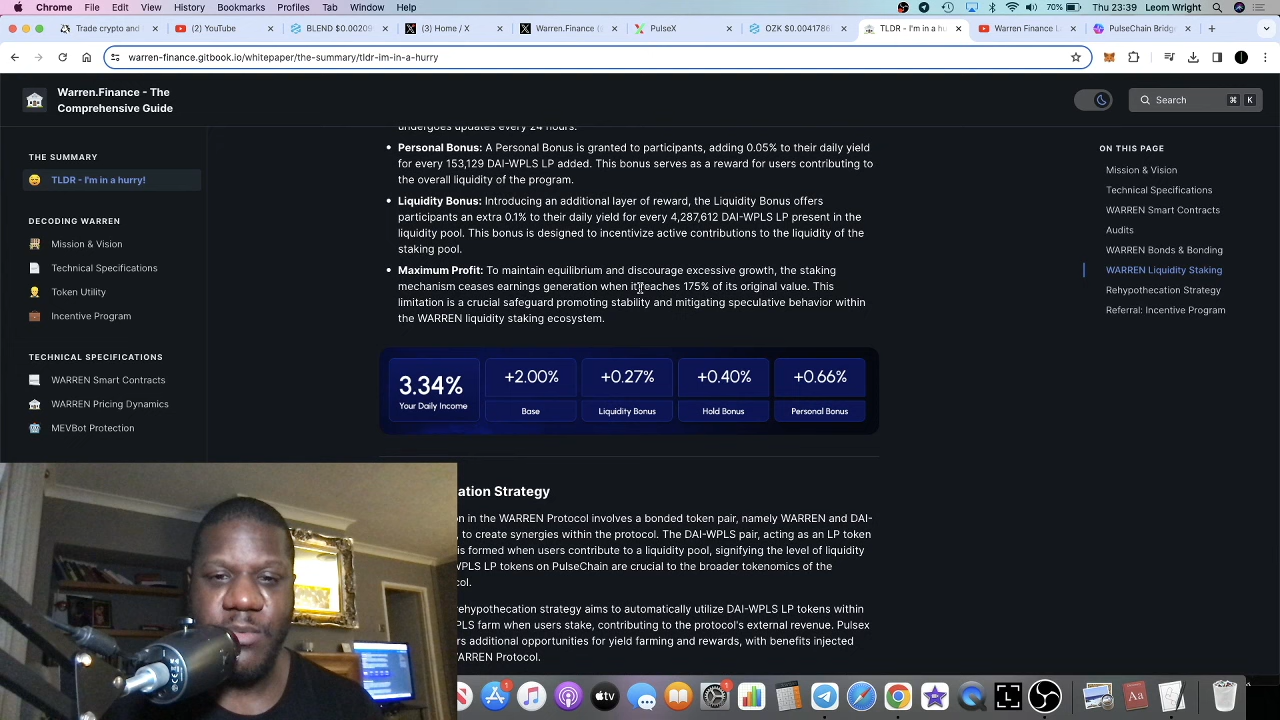 Chrome File Edit View History Bookmarks Profiles Tab Window Help
70% Tue 23:39 Leom Wright
Trade crypto and
(2) YouTube
BLEND $0.00209
(3) Home / X
Warren.Finance (
PulseX
OZK $0.0041786
TLDR - I'm in a hu
Warren Finance L
PulseChain Bridge
warren-finance.gitbook.io/whitepaper/the-summary/tldr-im-in-a-hurry
Warren.Finance - The
Comprehensive Guide
Search ⌘ K
THE SUMMARY
TLDR - I'm in a hurry!
DECODING WARREN
Mission & Vision
Technical Specifications
Token Utility
Incentive Program
TECHNICAL SPECIFICATIONS
WARREN Smart Contracts
WARREN Pricing Dynamics
MEVBot Protection
undergoes updates every 24 hours.
Personal Bonus: A Personal Bonus is granted to participants, adding 0.05% to their daily yield
for every 153,129 DAI-WPLS LP added. This bonus serves as a reward for users contributing to
the overall liquidity of the program.
Liquidity Bonus: Introducing an additional layer of reward, the Liquidity Bonus offers
participants an extra 0.1% to their daily yield for every 4,287,612 DAI-WPLS LP present in the
liquidity pool. This bonus is designed to incentivize active contributions to the liquidity of the
staking pool.
Maximum Profit: To maintain equilibrium and discourage excessive growth, the staking
mechanism ceases earnings generation when it reaches 175% of its original value. This
limitation is a crucial safeguard promoting stability and mitigating speculative behavior within
the WARREN liquidity staking ecosystem.
3.34% +2.00% +0.27% +0.40% +0.66%
Your Daily Income Base Liquidity Bonus Hold Bonus Personal Bonus
ation Strategy
n in the WARREN Protocol involves a bonded token pair, namely WARREN and DAI-
, to create synergies within the protocol. The DAI-WPLS pair, acting as an LP token
is formed when users contribute to a liquidity pool, signifying the level of liquidity
WPLS LP tokens on PulseChain are crucial to the broader tokenomics of the
col.
rehypothecation strategy aims to automatically utilize DAI-WPLS LP tokens within
PLS farm when users stake, contributing to the protocol's external revenue. Pulsex
rs additional opportunities for yield farming and rewards, with benefits injected
WARREN Protocol.
ON THIS PAGE
Mission & Vision
Technical Specifications
WARREN Smart Contracts
Audits
WARREN Bonds & Bonding
WARREN Liquidity Staking
Rehypothecation Strategy
Referral: Incentive Program